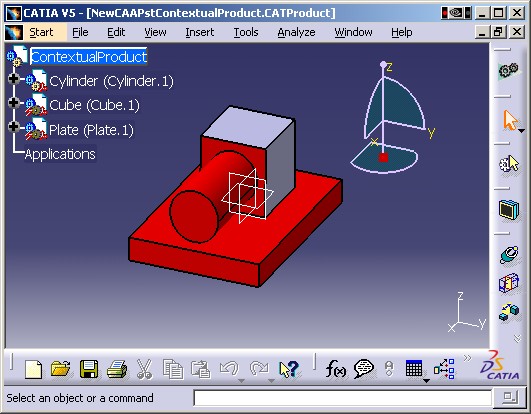 CATIA V5 - [NewCAAPstContextualProduct.CATProduct]
Start File Edit View Insert Tools Analyze Window Help
ContextualProduct
Cylinder (Cylinder.1)
Cube (Cube.1)
Plate (Plate.1)
Applications
z
y
x
z
x
y
f(x)
DS
CATIA
Select an object or a command